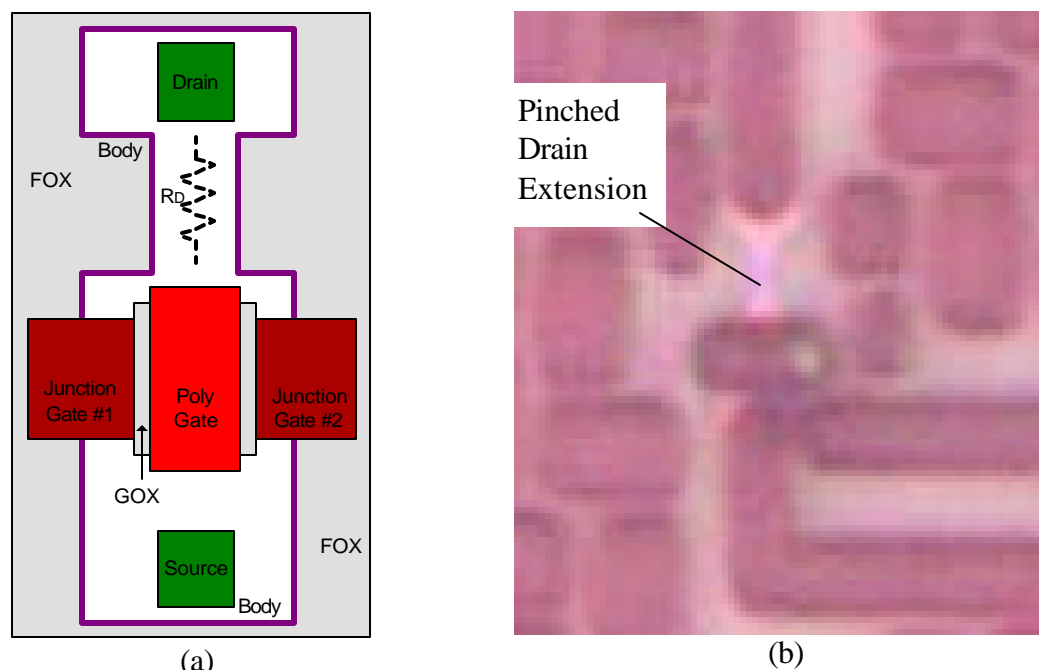 Drain
Body
FOX
RD
Junction
Gate #1
Poly
Gate
Junction
Gate #2
GOX
FOX
Source
Body
(a)
Pinched
Drain
Extension
(b)